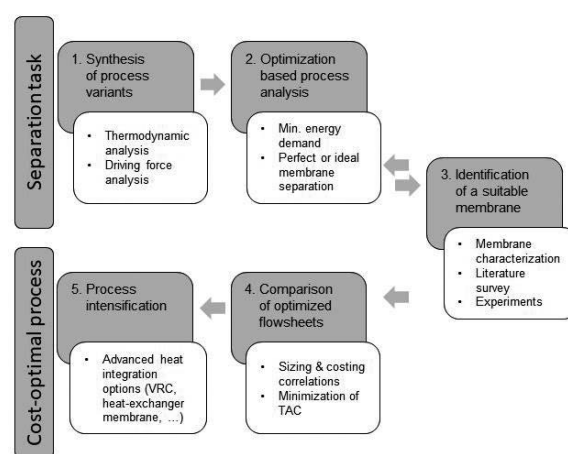 Separation task
1. Synthesis
of process
variants
• Thermodynamic
analysis
• Driving force
analysis
2. Optimization
based process
analysis
• Min. energy
demand
• Perfect or ideal
membrane
separation
3. Identification
of a suitable
membrane
• Membrane
characterization
• Literature
survey
• Experiments
Cost-optimal process
5. Process
intensification
• Advanced heat
integration
options (VRC,
heat-exchanger
membrane, …)
4. Comparison
of optimized
flowsheets
• Sizing & costing
correlations
• Minimization of
TAC